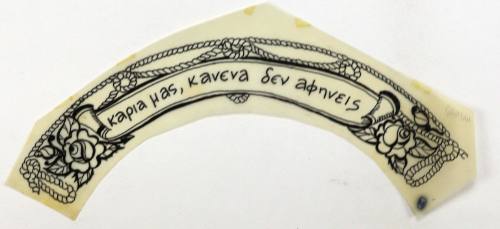 καρια μας, κανενα δεν αφηνεις